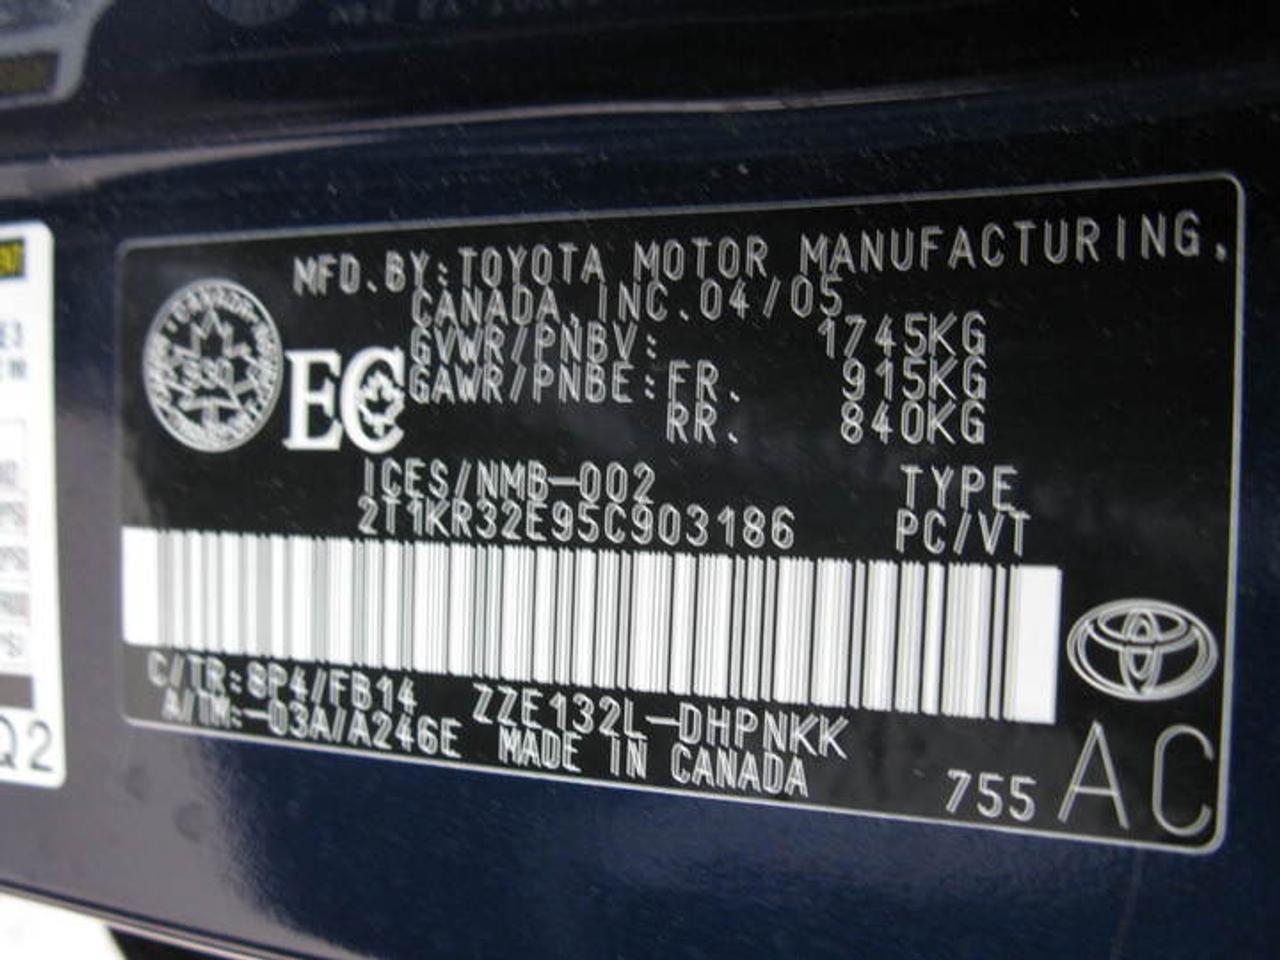 MFD.BY:TOYOTA MOTOR MANUFACTURING,
CANADA, INC. 04/05
GVWR/PNBV: 1745KG
GAWR/PNBE:FR. 915KG
RR. 840KG
EC
ICES/NMB-002 TYPE
2T1KR32E95C903186 PC/VT
C/TR:8P4/FB14 ZZE132L-DHPNKK
A/TM:-03A/A246E MADE IN CANADA
755 AC
Q2